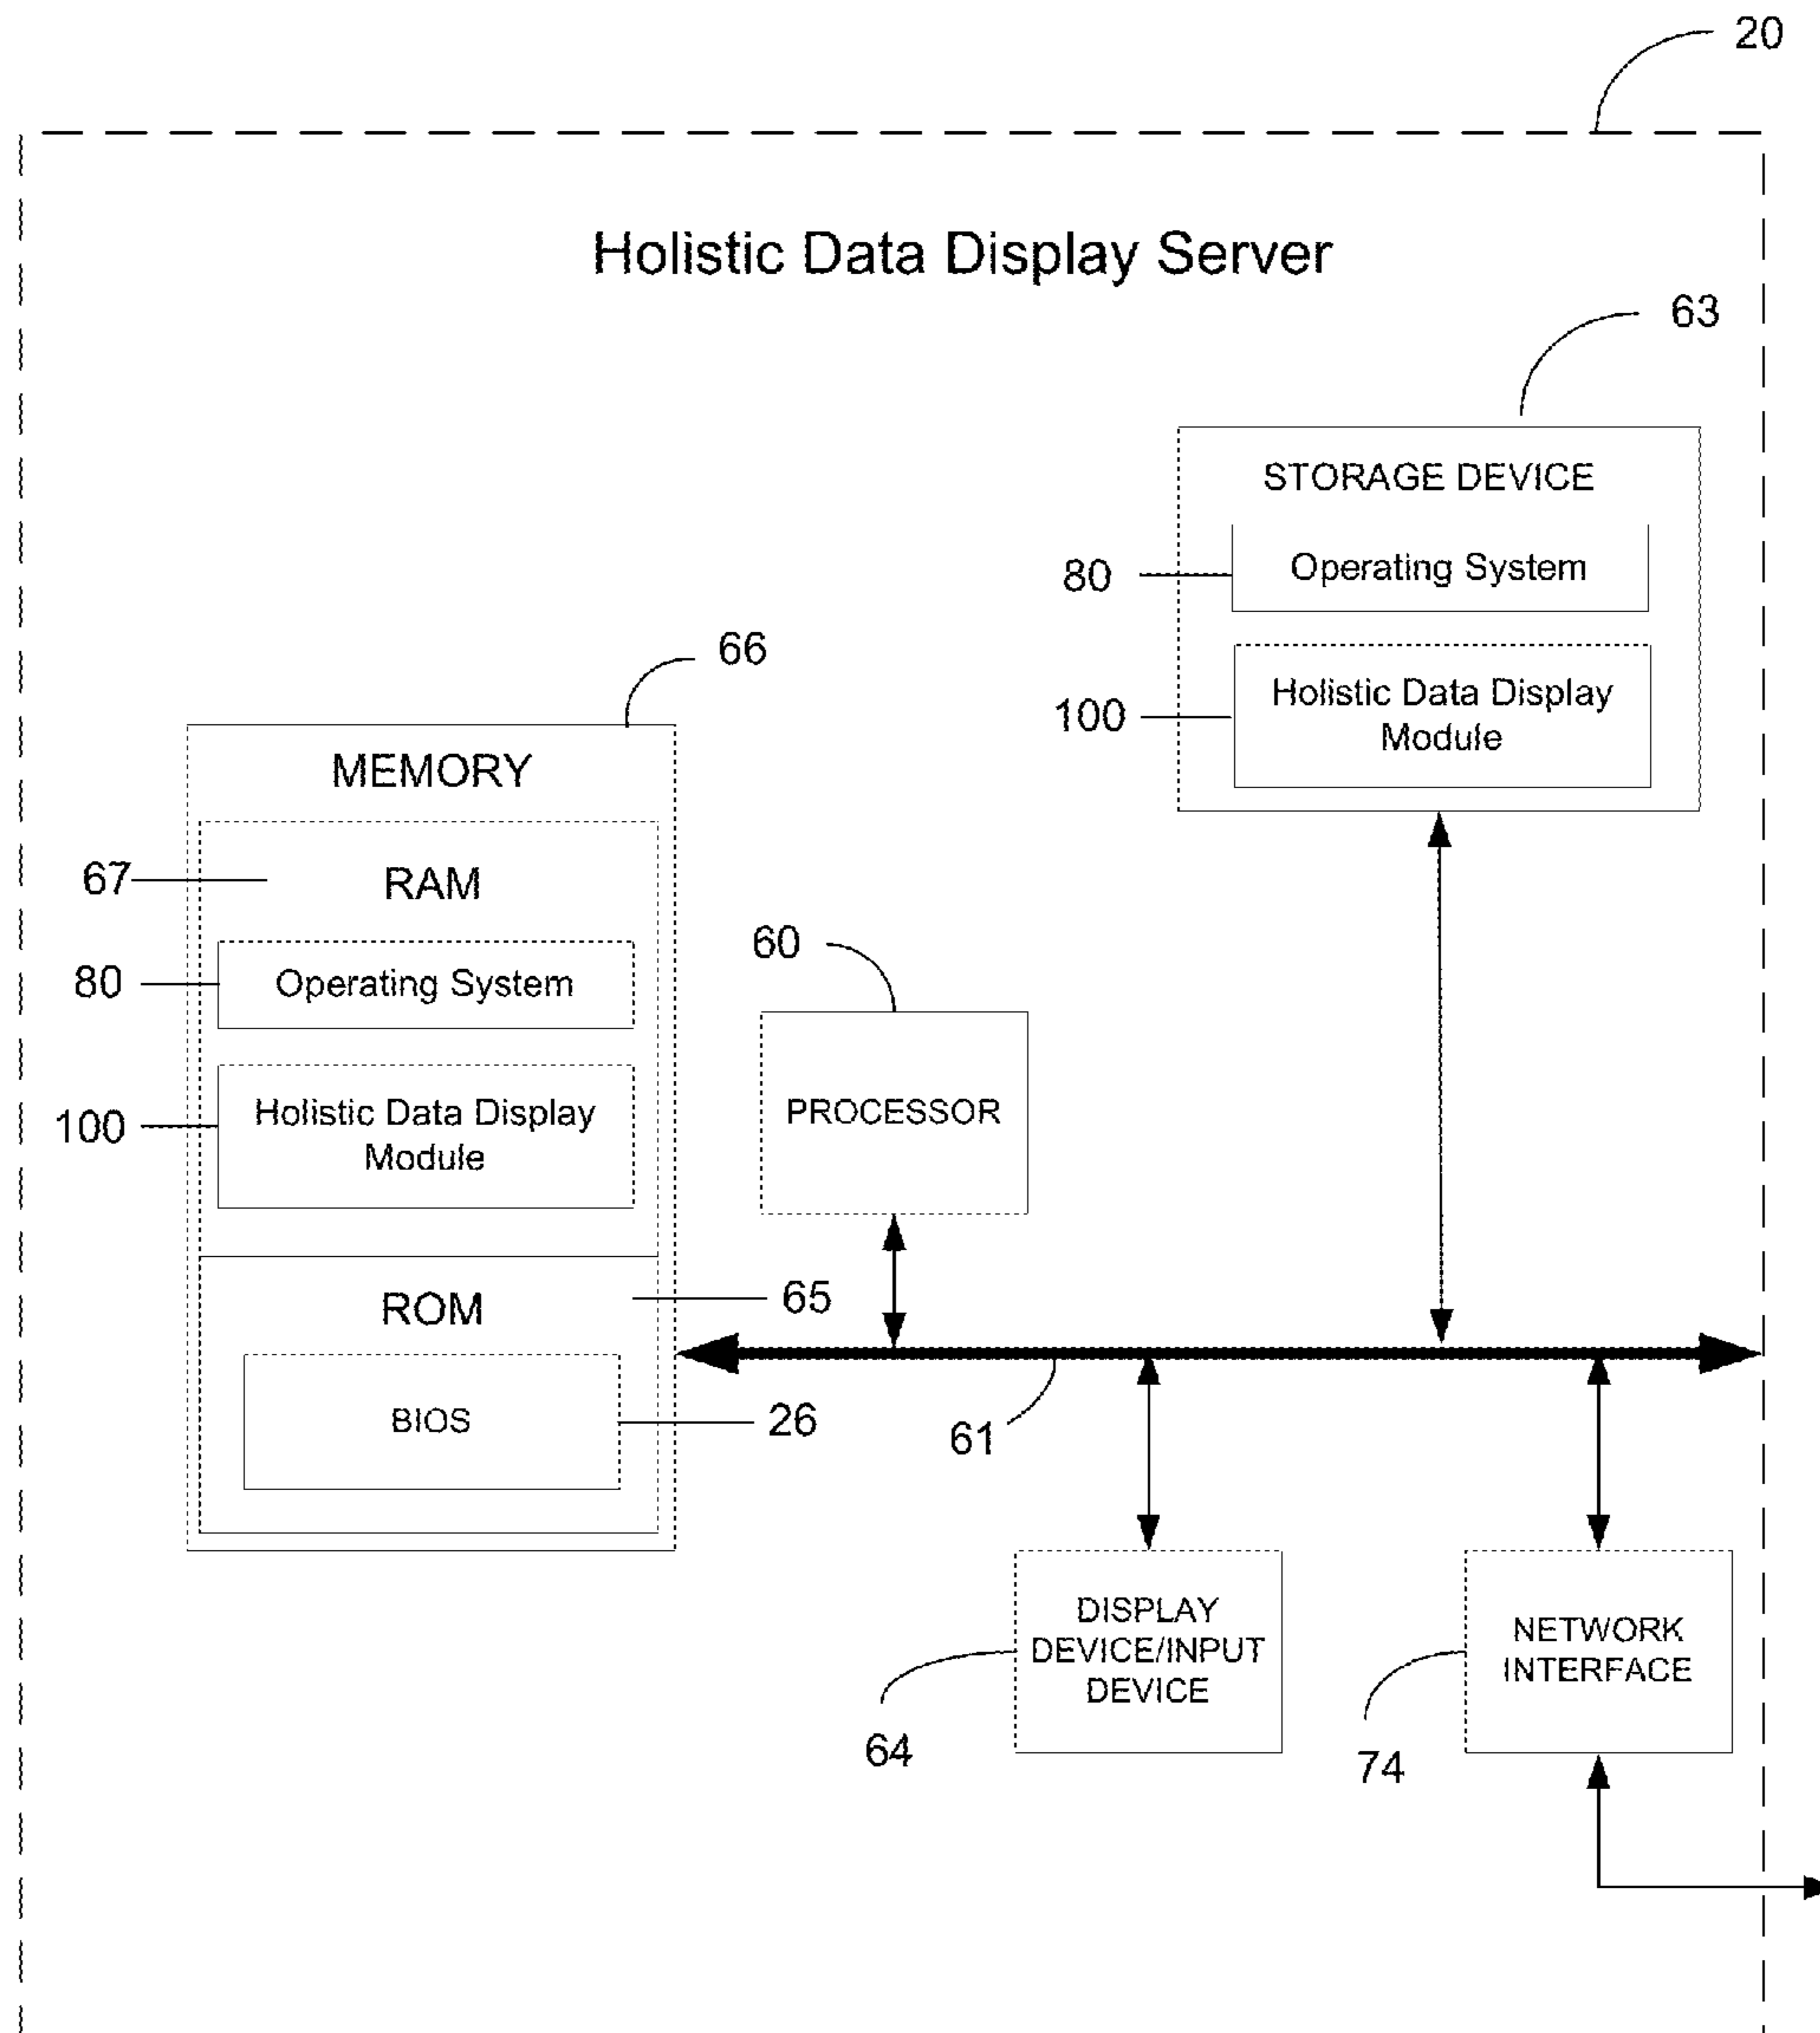 20
Holistic Data Display Server
63
STORAGE DEVICE
80
Operating System
100
Holistic Data Display
Module
66
MEMORY
67
RAM
80
Operating System
100
Holistic Data Display
Module
60
PROCESSOR
ROM
65
BIOS
26
61
DISPLAY
DEVICE/INPUT
DEVICE
64
NETWORK
INTERFACE
74